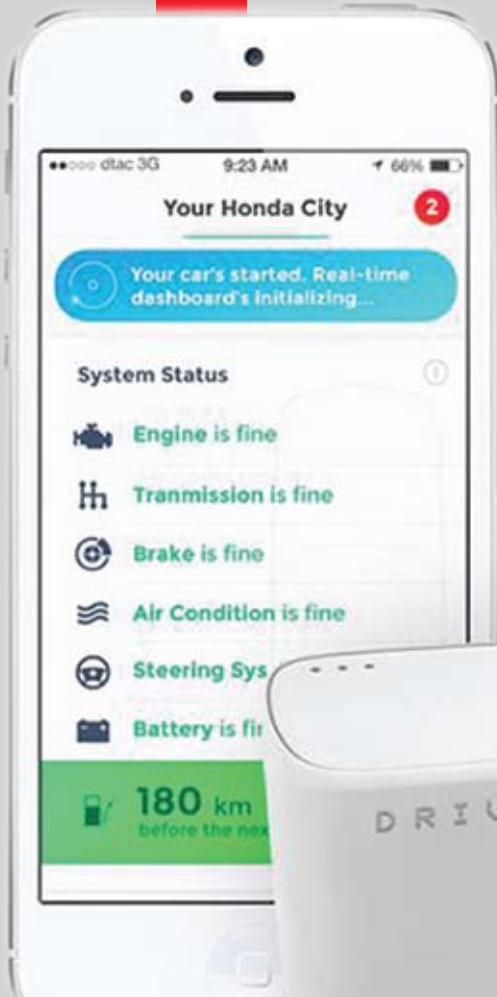 dtac 3G 9:23 AM 66%
Your Honda City 2
Your car's started. Real-time
dashboard's initializing...
System Status
Engine is fine
Tranmission is fine
Brake is fine
Air Condition is fine
Steering Sys
Battery is fi
180 km
before the nex
DRIV